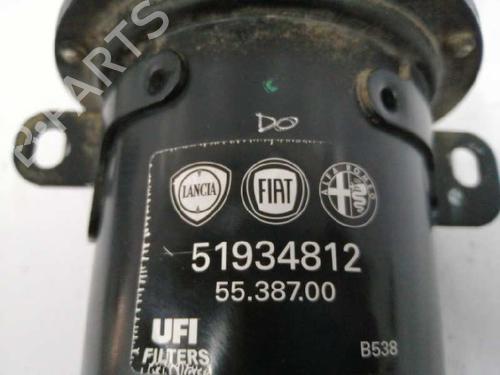 B-PARTS
DO
LANCIA FIAT ALFA ROMEO
51934812
55.387.00
UFI
FILTERS
B538